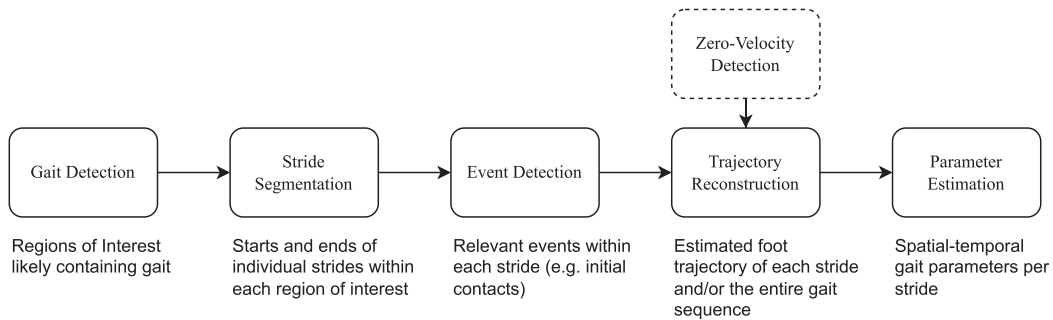 Zero-Velocity
Detection
Gait Detection
Stride
Segmentation
Event Detection
Trajectory
Reconstruction
Parameter
Estimation
Regions of Interest
likely containing gait
Starts and ends of
individual strides within
each region of interest
Relevant events within
each stride (e.g. initial
contacts)
Estimated foot
trajectory of each stride
and/or the entire gait
sequence
Spatial-temporal
gait parameters per
stride